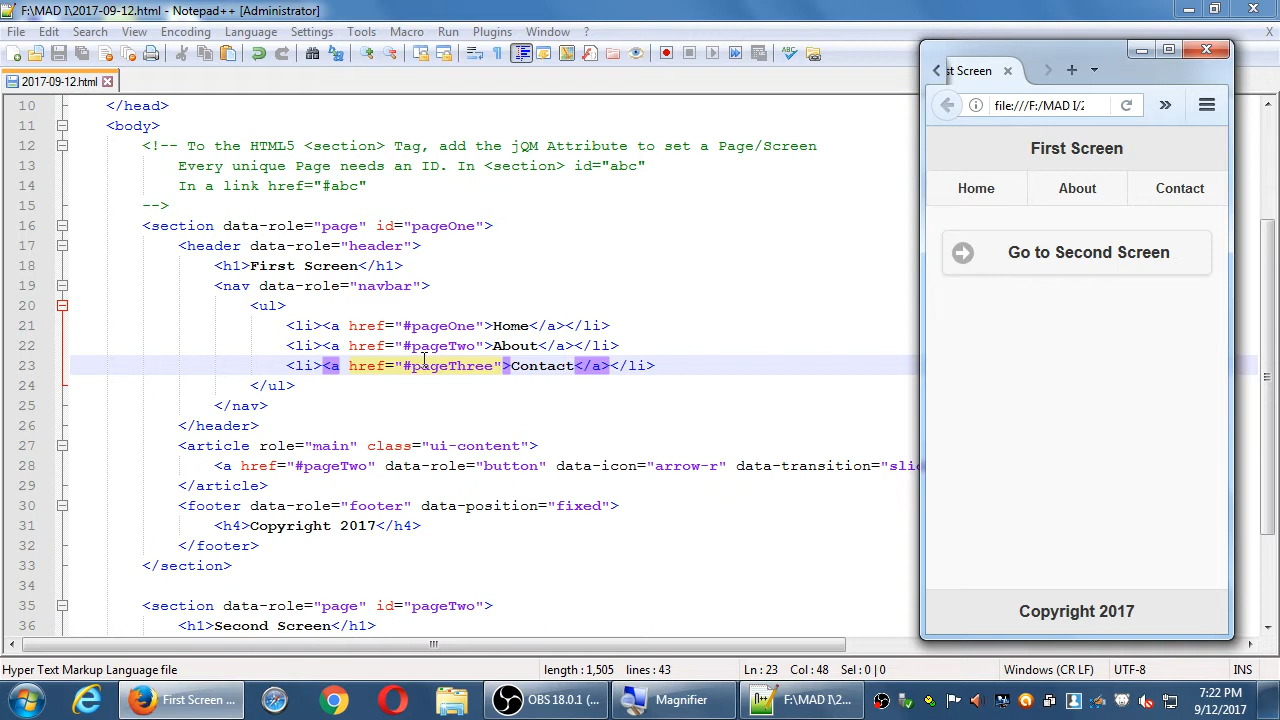 F:\MAD I\2017-09-12.html - Notepad++ [Administrator]
File Edit Search View Encoding Language Settings Tools Macro Run Plugins Window ? X
2017-09-12.html
10 </head>
11 <body>
12 <!-- To the HTML5 <section> Tag, add the jQM Attribute to set a Page/Screen
13 Every unique Page needs an ID. In <section> id="abc"
14 In a link href="#abc"
15 -->
16 <section data-role="page" id="pageOne">
17 <header data-role="header">
18 <h1>First Screen</h1>
19 <nav data-role="navbar">
20 <ul>
21 <li><a href="#pageOne">Home</a></li>
22 <li><a href="#pageTwo">About</a></li>
23 <li><a href="#pageThree">Contact</a></li>
24 </ul>
25 </nav>
26 </header>
27 <article role="main" class="ui-content">
28 <a href="#pageTwo" data-role="button" data-icon="arrow-r" data-transition="slid
29 </article>
30 <footer data-role="footer" data-position="fixed">
31 <h4>Copyright 2017</h4>
32 </footer>
33 </section>
34
35 <section data-role="page" id="pageTwo">
36 <h1>Second Screen</h1>
st Screen
file:///F:/MAD I/2
First Screen
Home About Contact
Go to Second Screen
Copyright 2017
Hyper Text Markup Language file length : 1,505 lines : 43 Ln : 23 Col : 48 Sel : 0 | 0 Windows (CR LF) UTF-8 INS
First Screen ... OBS 18.0.1 (... Magnifier F:\MAD I\2... 7:22 PM
9/12/2017